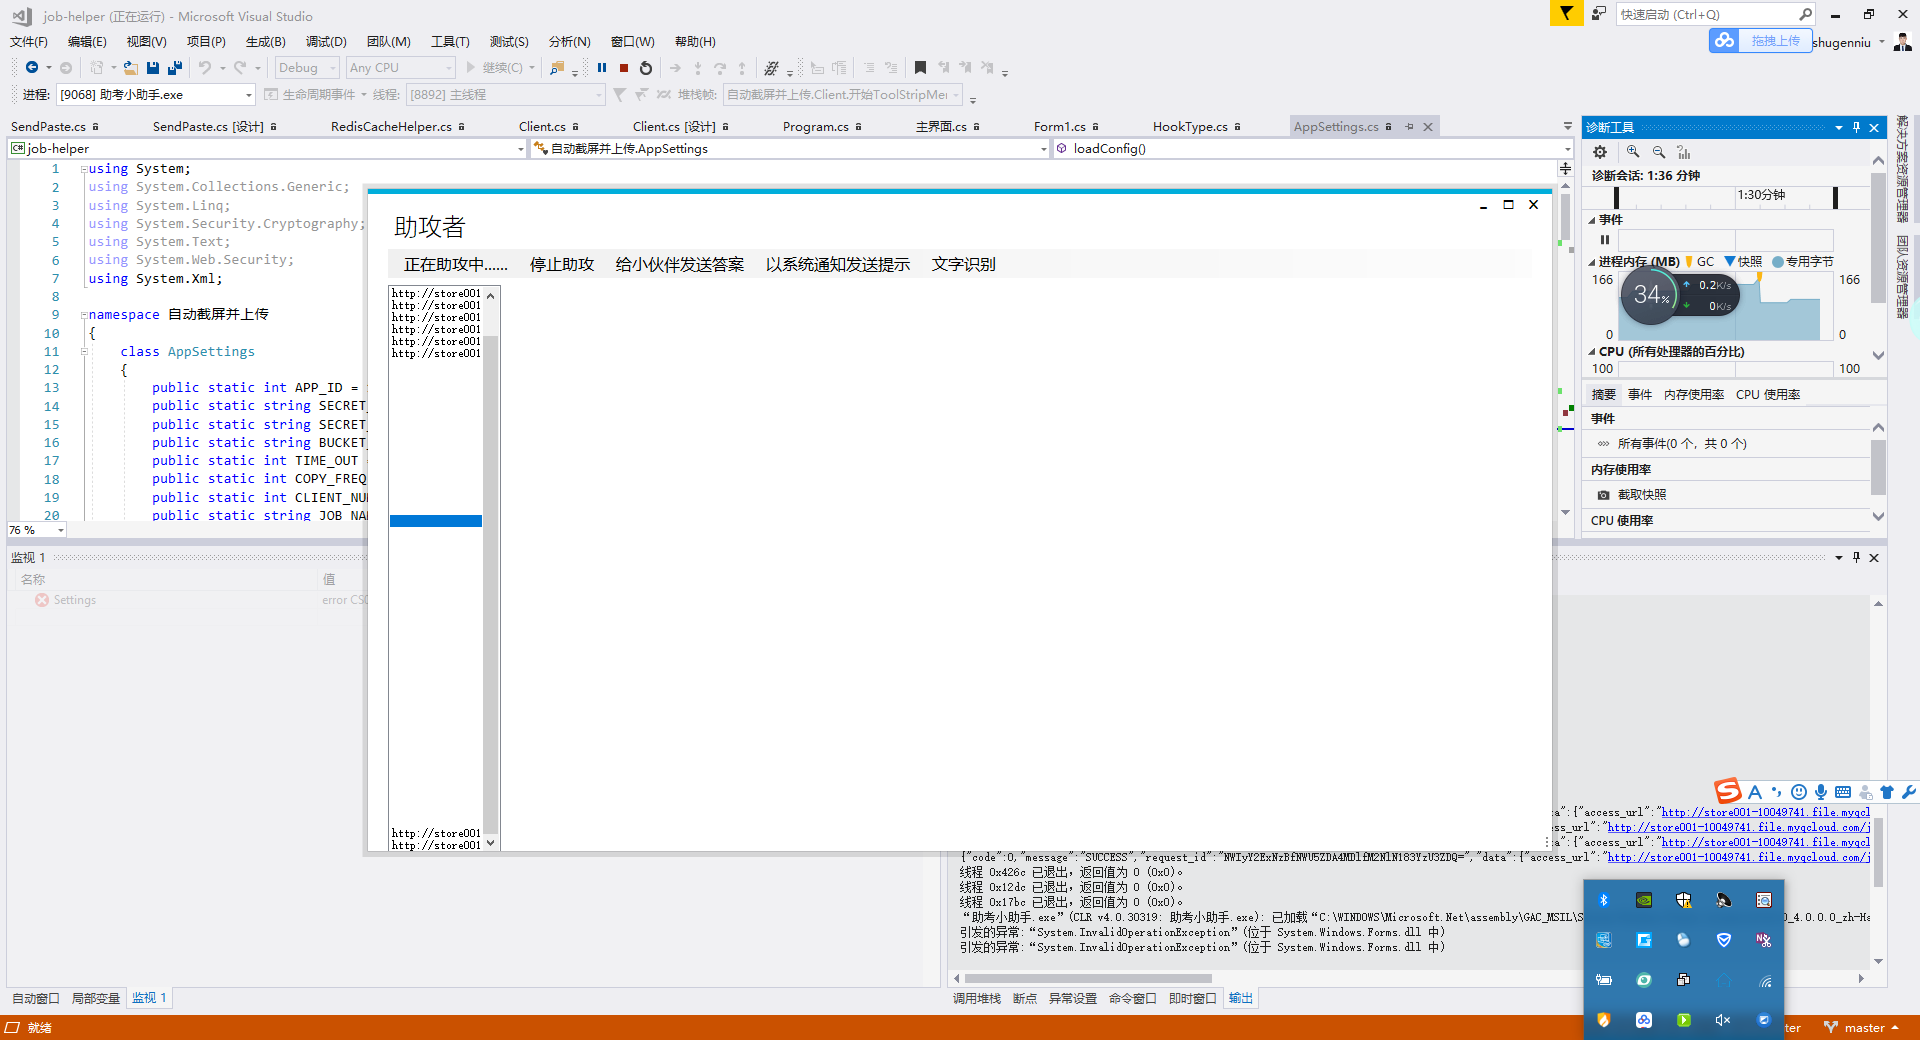 job-helper (正在运行) - Microsoft Visual Studio
快速启动 (Ctrl+Q)
文件(F) 编辑(E) 视图(V) 项目(P) 生成(B) 调试(D) 团队(M) 工具(T) 测试(S) 分析(N) 窗口(W) 帮助(H)
拖拽上传 shugenniu
Debug Any CPU 继续(C)
进程: [9068] 助考小助手.exe 生命周期事件 线程: [8892] 主线程 堆栈帧: 自动截屏并上传.Client.开始ToolStripMe
SendPaste.cs SendPaste.cs [设计] RedisCacheHelper.cs Client.cs Client.cs [设计] Program.cs 主界面.cs Form1.cs HookType.cs AppSettings.cs
job-helper 自动截屏并上传.AppSettings loadConfig()
1 using System;
2 using System.Collections.Generic;
3 using System.Linq;
4 using System.Security.Cryptography;
5 using System.Text;
6 using System.Web.Security;
7 using System.Xml;
8
9 namespace 自动截屏并上传
10 {
11 class AppSettings
12 {
13 public static int APP_ID =
14 public static string SECRET_
15 public static string SECRET_
16 public static string BUCKET_
17 public static int TIME_OUT
18 public static int COPY_FREQ
19 public static int CLIENT_NUM
20 public static string JOB_NAM
76 %
助攻者
正在助攻中...... 停止助攻 给小伙伴发送答案 以系统通知发送提示 文字识别
http://store001
http://store001
http://store001
http://store001
http://store001
http://store001
http://store001
http://store001
诊断工具
诊断会话: 1:36 分钟
1:30分钟
事件
进程内存 (MB) GC 快照 专用字节
166 166
34% 0.2K/s
0K/s
0 0
CPU (所有处理器的百分比)
100 100
摘要 事件 内存使用率 CPU 使用率
事件
所有事件(0 个，共 0 个)
内存使用率
截取快照
CPU 使用率
解决方案资源管理器
团队资源管理器
监视 1
名称 值
Settings error CS0
a":{"access_url":"http://store001-10049741.file.myqcl
ss_url":"http://store001-10049741.file.myqcloud.com/j
a":{"access_url":"http://store001-10049741.file.myqcl
{"code":0,"message":"SUCCESS","request_id":"NWIyY2ExNzBfNWU5ZDA4MDlfM2NlN183YzU3ZDQ=","data":{"access_url":"http://store001-10049741.file.myqcloud.com/j
线程 0x426c 已退出，返回值为 0 (0x0)。
线程 0x12dc 已退出，返回值为 0 (0x0)。
线程 0x17bc 已退出，返回值为 0 (0x0)。
“助考小助手.exe”(CLR v4.0.30319: 助考小助手.exe): 已加载“C:\WINDOWS\Microsoft.Net\assembly\GAC_MSIL\S 0_4.0.0.0_zh-He
引发的异常:“System.InvalidOperationException”(位于 System.Windows.Forms.dll 中)
引发的异常:“System.InvalidOperationException”(位于 System.Windows.Forms.dll 中)
自动窗口 局部变量 监视 1
调用堆栈 断点 异常设置 命令窗口 即时窗口 输出
就绪
ter master